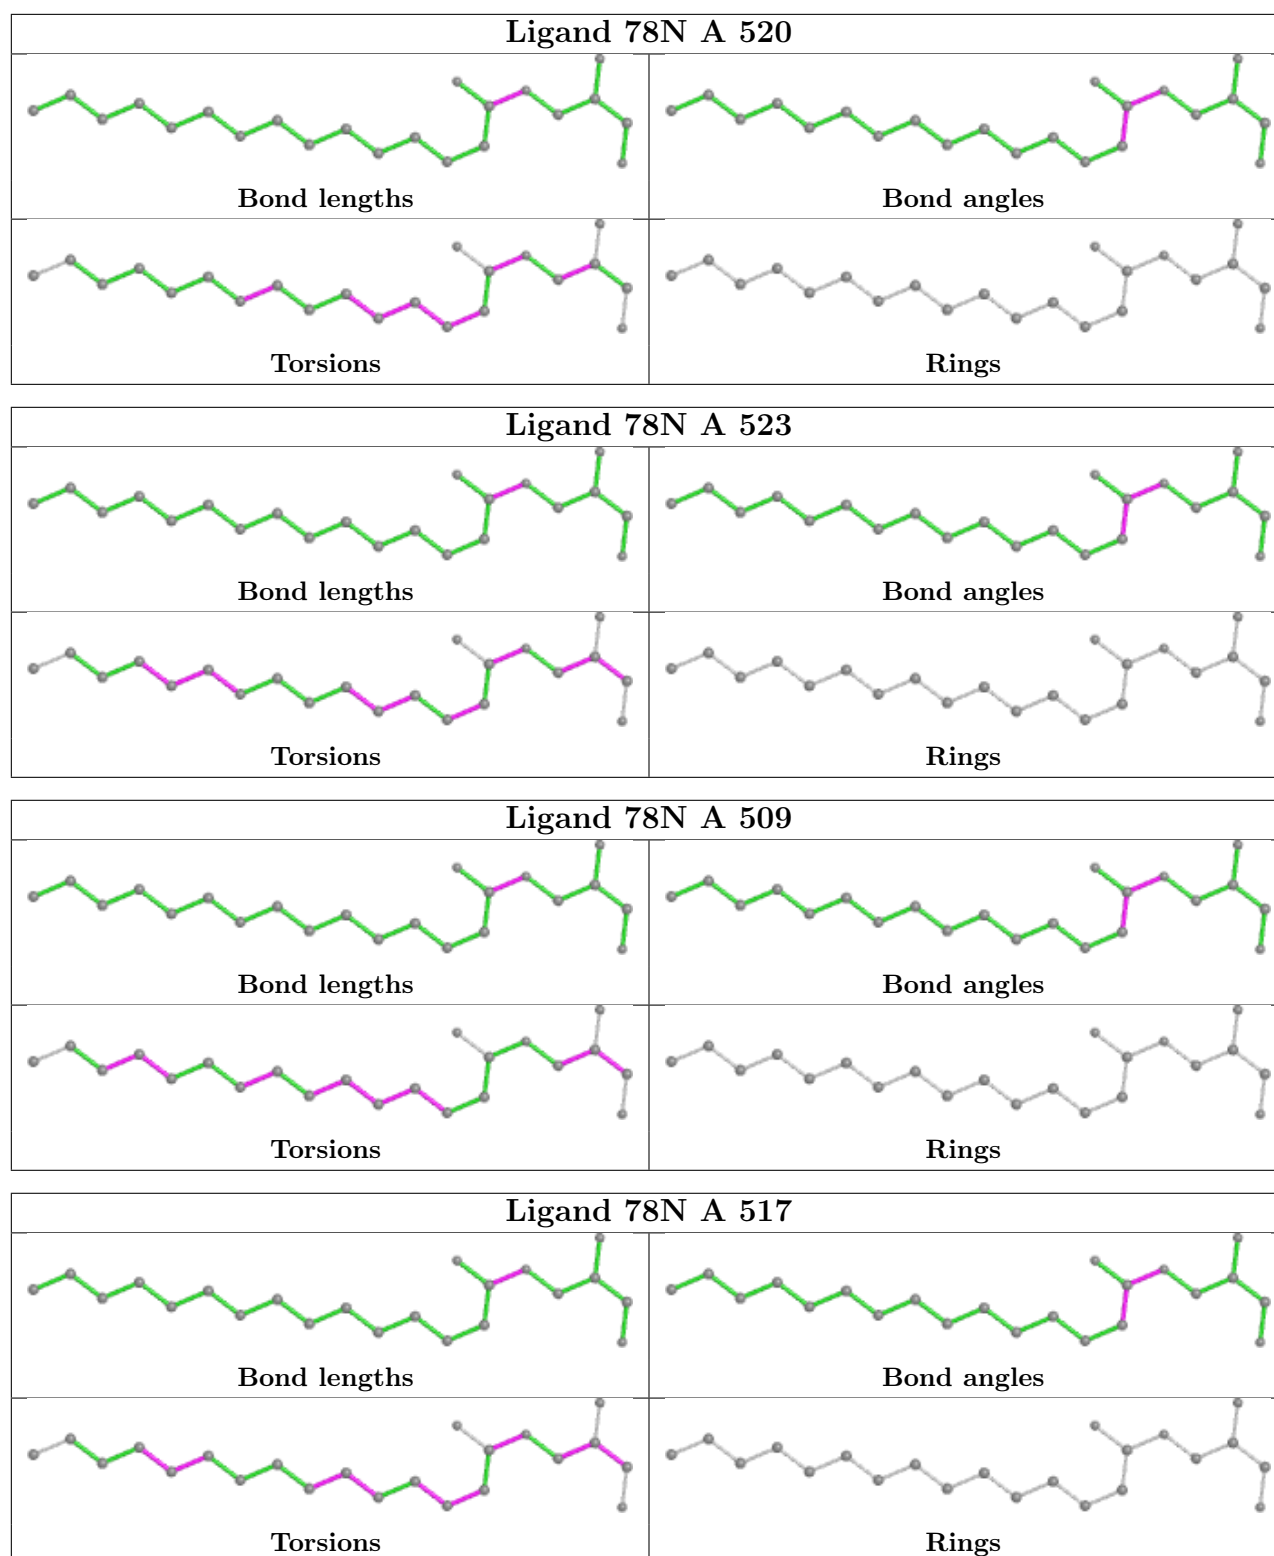 Ligand 78N A 520
Bond lengths
Bond angles
Torsions
Rings
Ligand 78N A 523
Bond lengths
Bond angles
Torsions
Rings
Ligand 78N A 509
Bond lengths
Bond angles
Torsions
Rings
Ligand 78N A 517
Bond lengths
Bond angles
Torsions
Rings